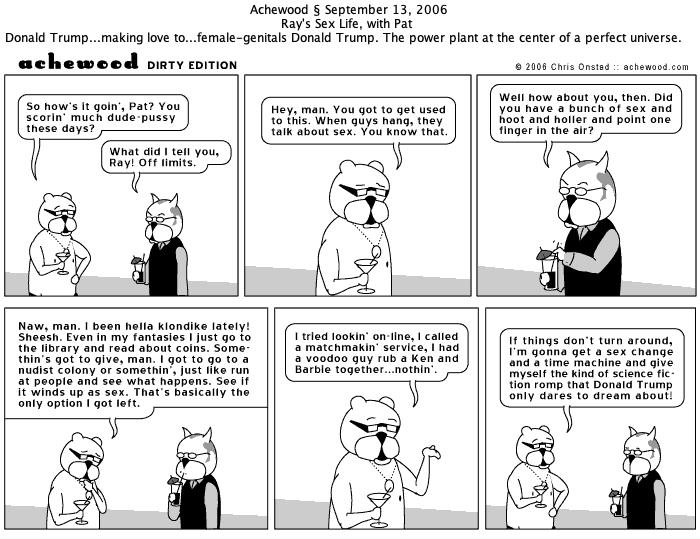 Achewood § September 13, 2006
Ray's Sex Life, with Pat
Donald Trump...making love to...female-genitals Donald Trump. The power plant at the center of a perfect universe.
achewood DIRTY EDITION
© 2006 Chris Onstad :: achewood.com
So how's it goin', Pat? You
scorin' much dude-pussy
these days?
What did I tell you,
Ray! Off limits.
Hey, man. You got to get used
to this. When guys hang, they
talk about sex. You know that.
Well how about you, then. Did
you have a bunch of sex and
hoot and holler and point one
finger in the air?
Naw, man. I been hella klondike lately!
Sheesh. Even in my fantasies I just go to
the library and read about coins. Some-
thin's got to give, man. I got to go to a
nudist colony or somethin', just like run
at people and see what happens. See if
it winds up as sex. That's basically the
only option I got left.
I tried lookin' on-line, I called
a matchmakin' service, I had
a voodoo guy rub a Ken and
Barbie together...nothin'.
If things don't turn around,
I'm gonna get a sex change
and a time machine and give
myself the kind of science fic-
tion romp that Donald Trump
only dares to dream about!